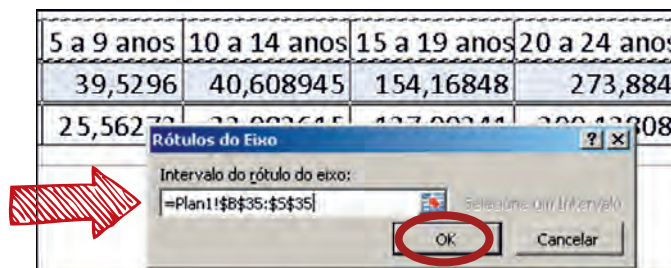 5 a 9 anos 10 a 14 anos 15 a 19 anos 20 a 24 anos
39,5296 40,608945 154,16848 273,884
Rótulos do Eixo
Intervalo do rótulo do eixo:
=Plan1!$B$35:$S$35 Selecione um Intervalo
OK Cancelar